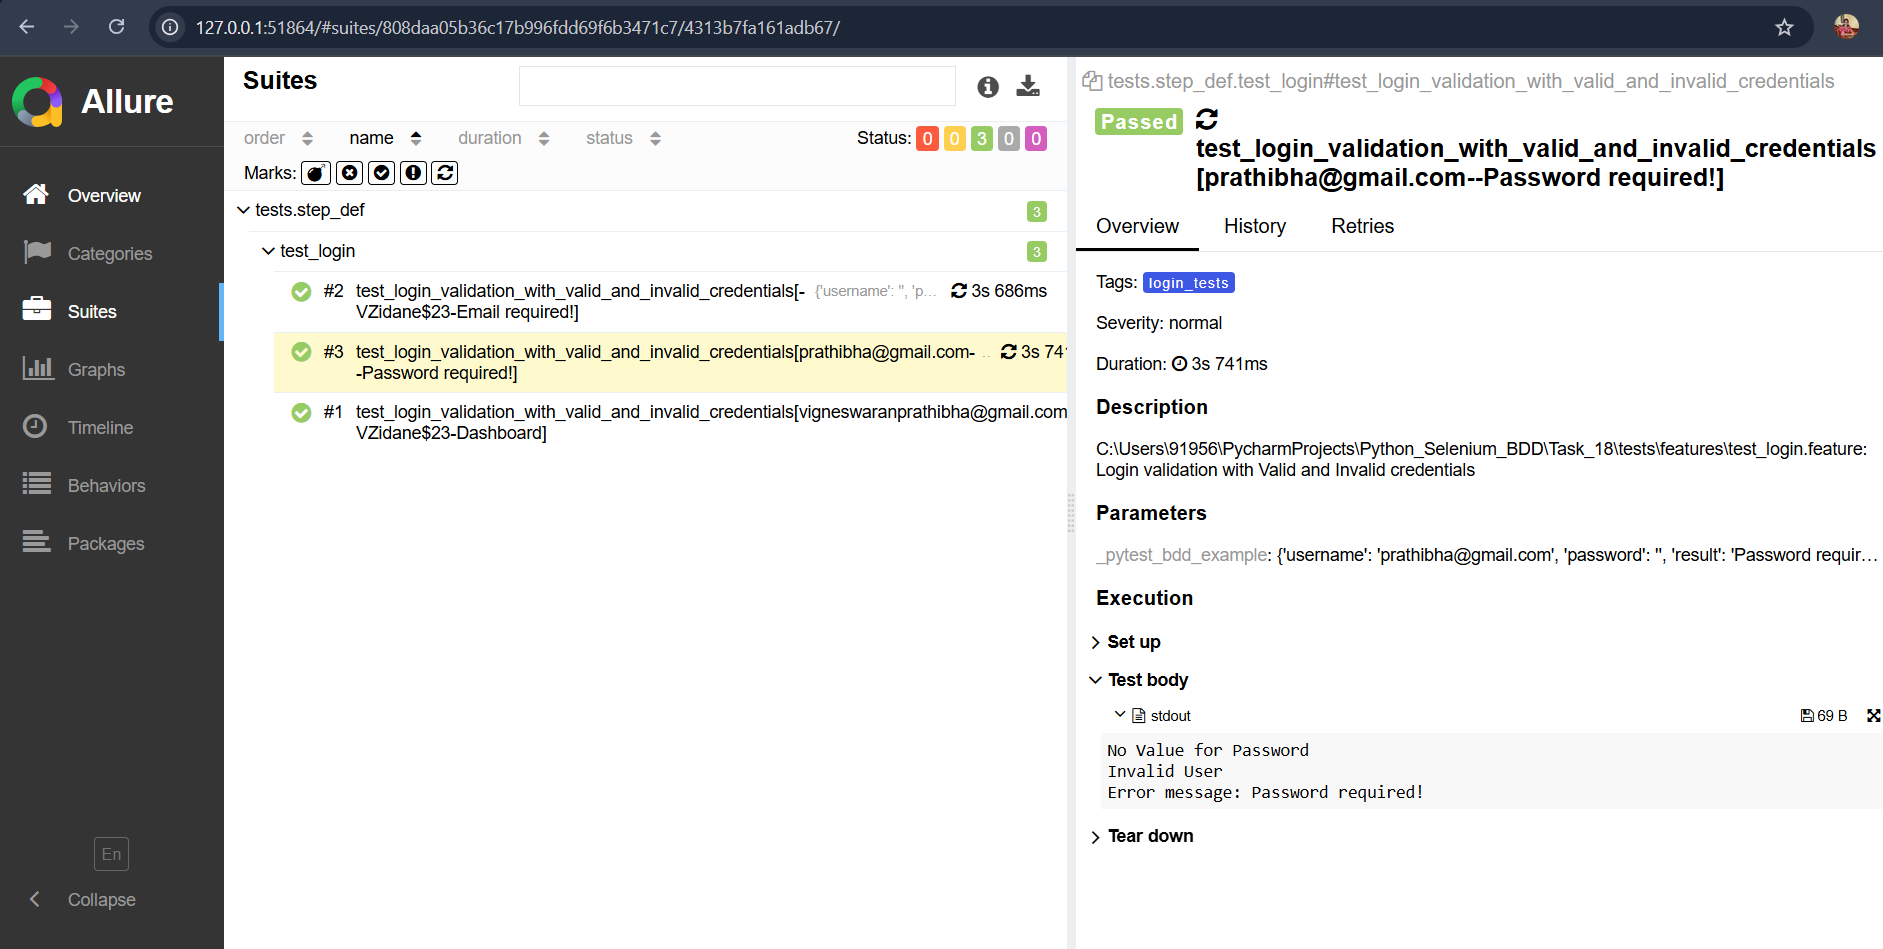 127.0.0.1:51864/#suites/808daa05b36c17b996fdd69f6b3471c7/4313b7fa161adb67/
Allure
Overview
Categories
Suites
Graphs
Timeline
Behaviors
Packages
En
Collapse
Suites
order name duration status Status: 0 0 3 0 0
Marks:
tests.step_def 3
test_login 3
#2 test_login_validation_with_valid_and_invalid_credentials[- {'username': '', 'p... 3s 686ms
VZidane$23-Email required!]
#3 test_login_validation_with_valid_and_invalid_credentials[prathibha@gmail.com- ... 3s 741
-Password required!]
#1 test_login_validation_with_valid_and_invalid_credentials[vigneswaranprathibha@gmail.com
VZidane$23-Dashboard]
tests.step_def.test_login#test_login_validation_with_valid_and_invalid_credentials
Passed
test_login_validation_with_valid_and_invalid_credentials
[prathibha@gmail.com--Password required!]
Overview History Retries
Tags: login_tests
Severity: normal
Duration: 3s 741ms
Description
C:\Users\91956\PycharmProjects\Python_Selenium_BDD\Task_18\tests\features\test_login.feature:
Login validation with Valid and Invalid credentials
Parameters
_pytest_bdd_example: {'username': 'prathibha@gmail.com', 'password': '', 'result': 'Password requir...
Execution
Set up
Test body
stdout 69 B
No Value for Password
Invalid User
Error message: Password required!
Tear down